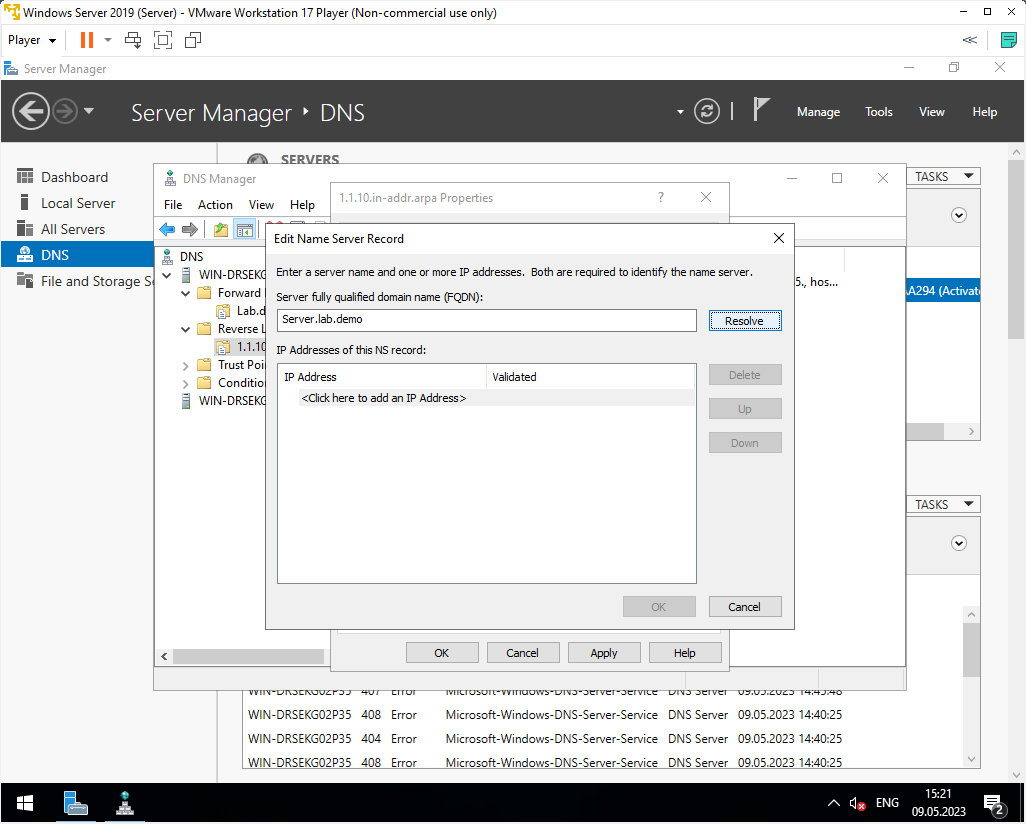 Windows Server 2019 (Server) - VMware Workstation 17 Player (Non-commercial use only)
Player
Server Manager
Server Manager DNS
Manage Tools View Help
Dashboard
Local Server
All Servers
DNS
File and Storage
SERVERS
TASKS
A294 (Activat
DNS Manager
File Action View Help
DNS
WIN-DRSEKG
Forward
Lab.d
Reverse L
1.1.10
Trust Poi
Condition
WIN-DRSEKG
5., hos...
1.1.10.in-addr.arpa Properties ?
Edit Name Server Record
Enter a server name and one or more IP addresses. Both are required to identify the name server.
Server fully qualified domain name (FQDN):
Server.lab.demo
Resolve
IP Addresses of this NS record:
IP Address Validated
<Click here to add an IP Address>
Delete
Up
Down
OK Cancel
OK Cancel Apply Help
TASKS
WIN-DRSEKG02P35 407 Error Microsoft-Windows-DNS-Server-Service DNS Server 09.05.2023 14:45:48
WIN-DRSEKG02P35 408 Error Microsoft-Windows-DNS-Server-Service DNS Server 09.05.2023 14:40:25
WIN-DRSEKG02P35 404 Error Microsoft-Windows-DNS-Server-Service DNS Server 09.05.2023 14:40:25
WIN-DRSEKG02P35 408 Error Microsoft-Windows-DNS-Server-Service DNS Server 09.05.2023 14:40:25
ENG
15:21
09.05.2023
2